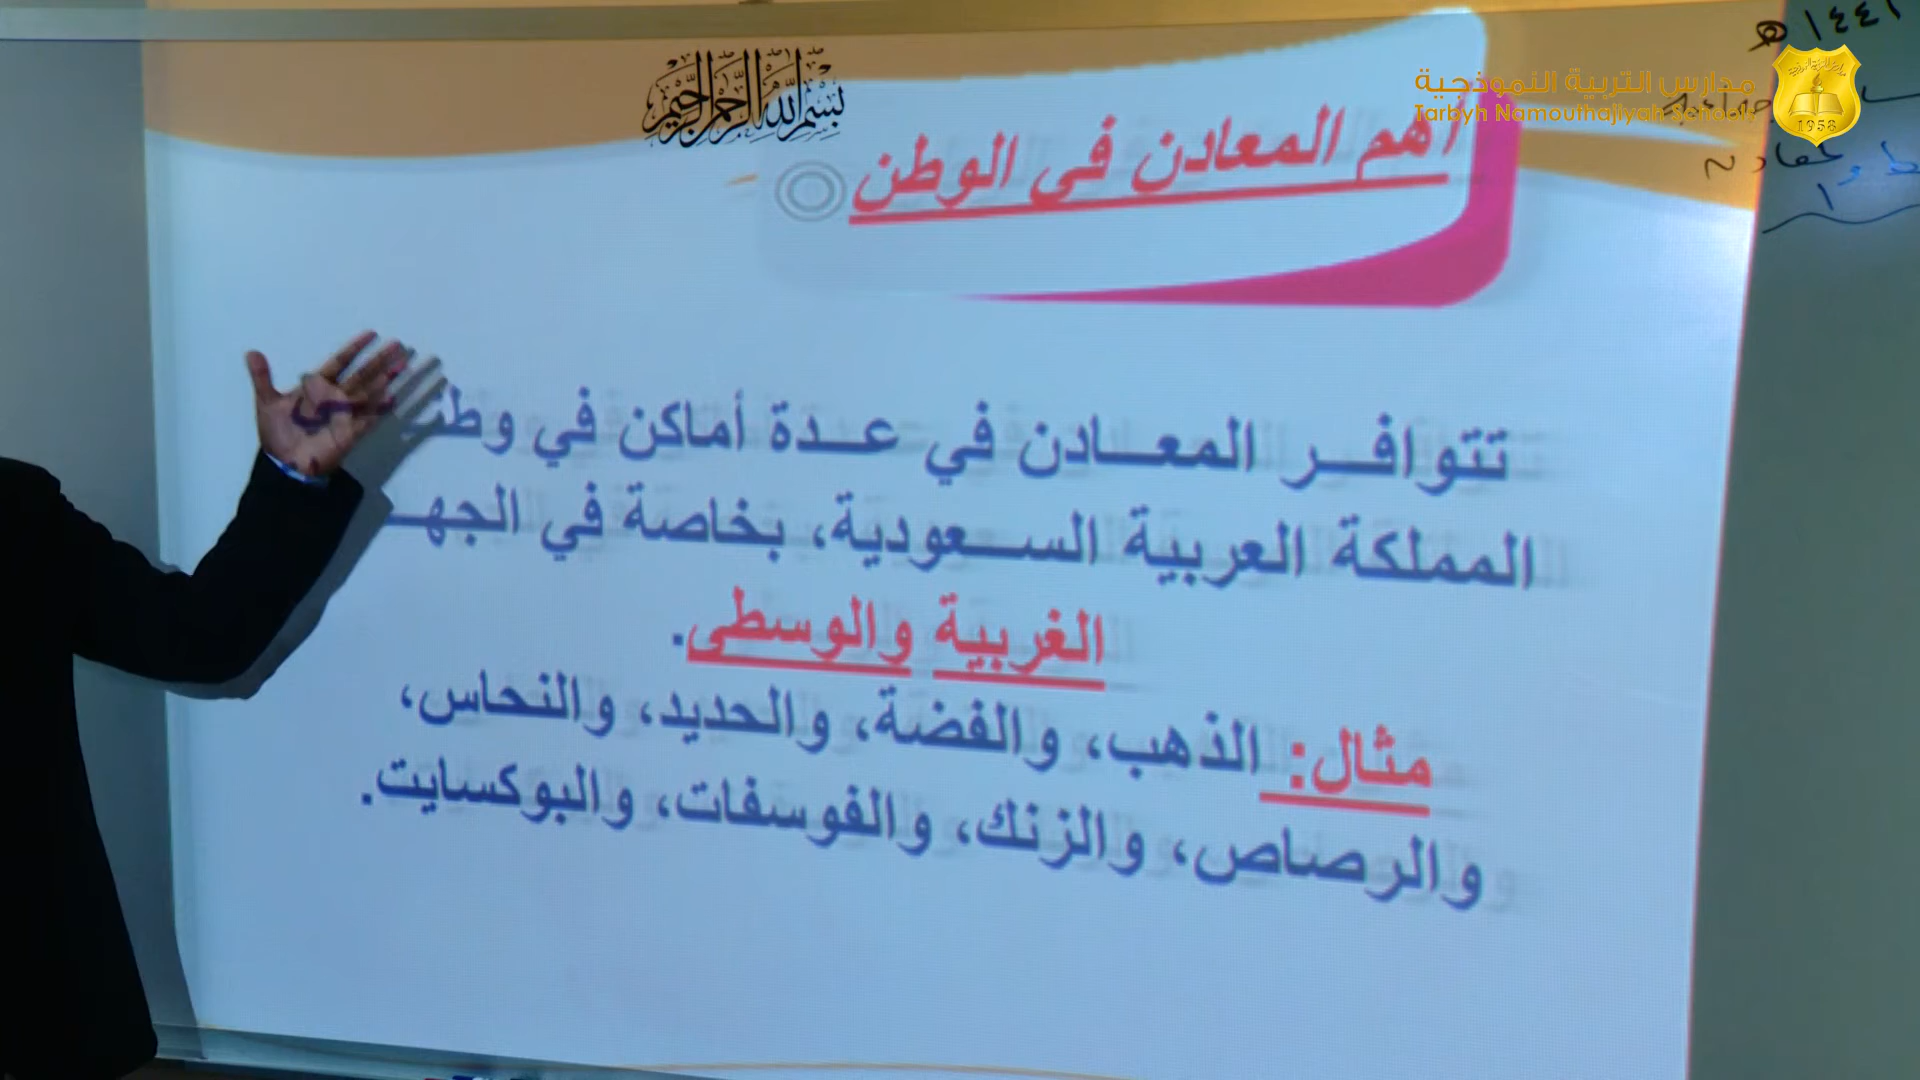 بسم الله الرحمن الرحيم
أهم المعادن في الوطن
تتوافر المعادن في عدة أماكن في وطني
المملكة العربية السعودية، بخاصة في
الغربية والوسطى.
مثال: الذهب، والفضة، والحديد، والنحاس،
والرصاص، والزنك، والفوسفات، والبوكسايت.
١٤٤١ هـ
مدارس التربية النموذجية
Tarbyh Namouthajiyah Schools
1958